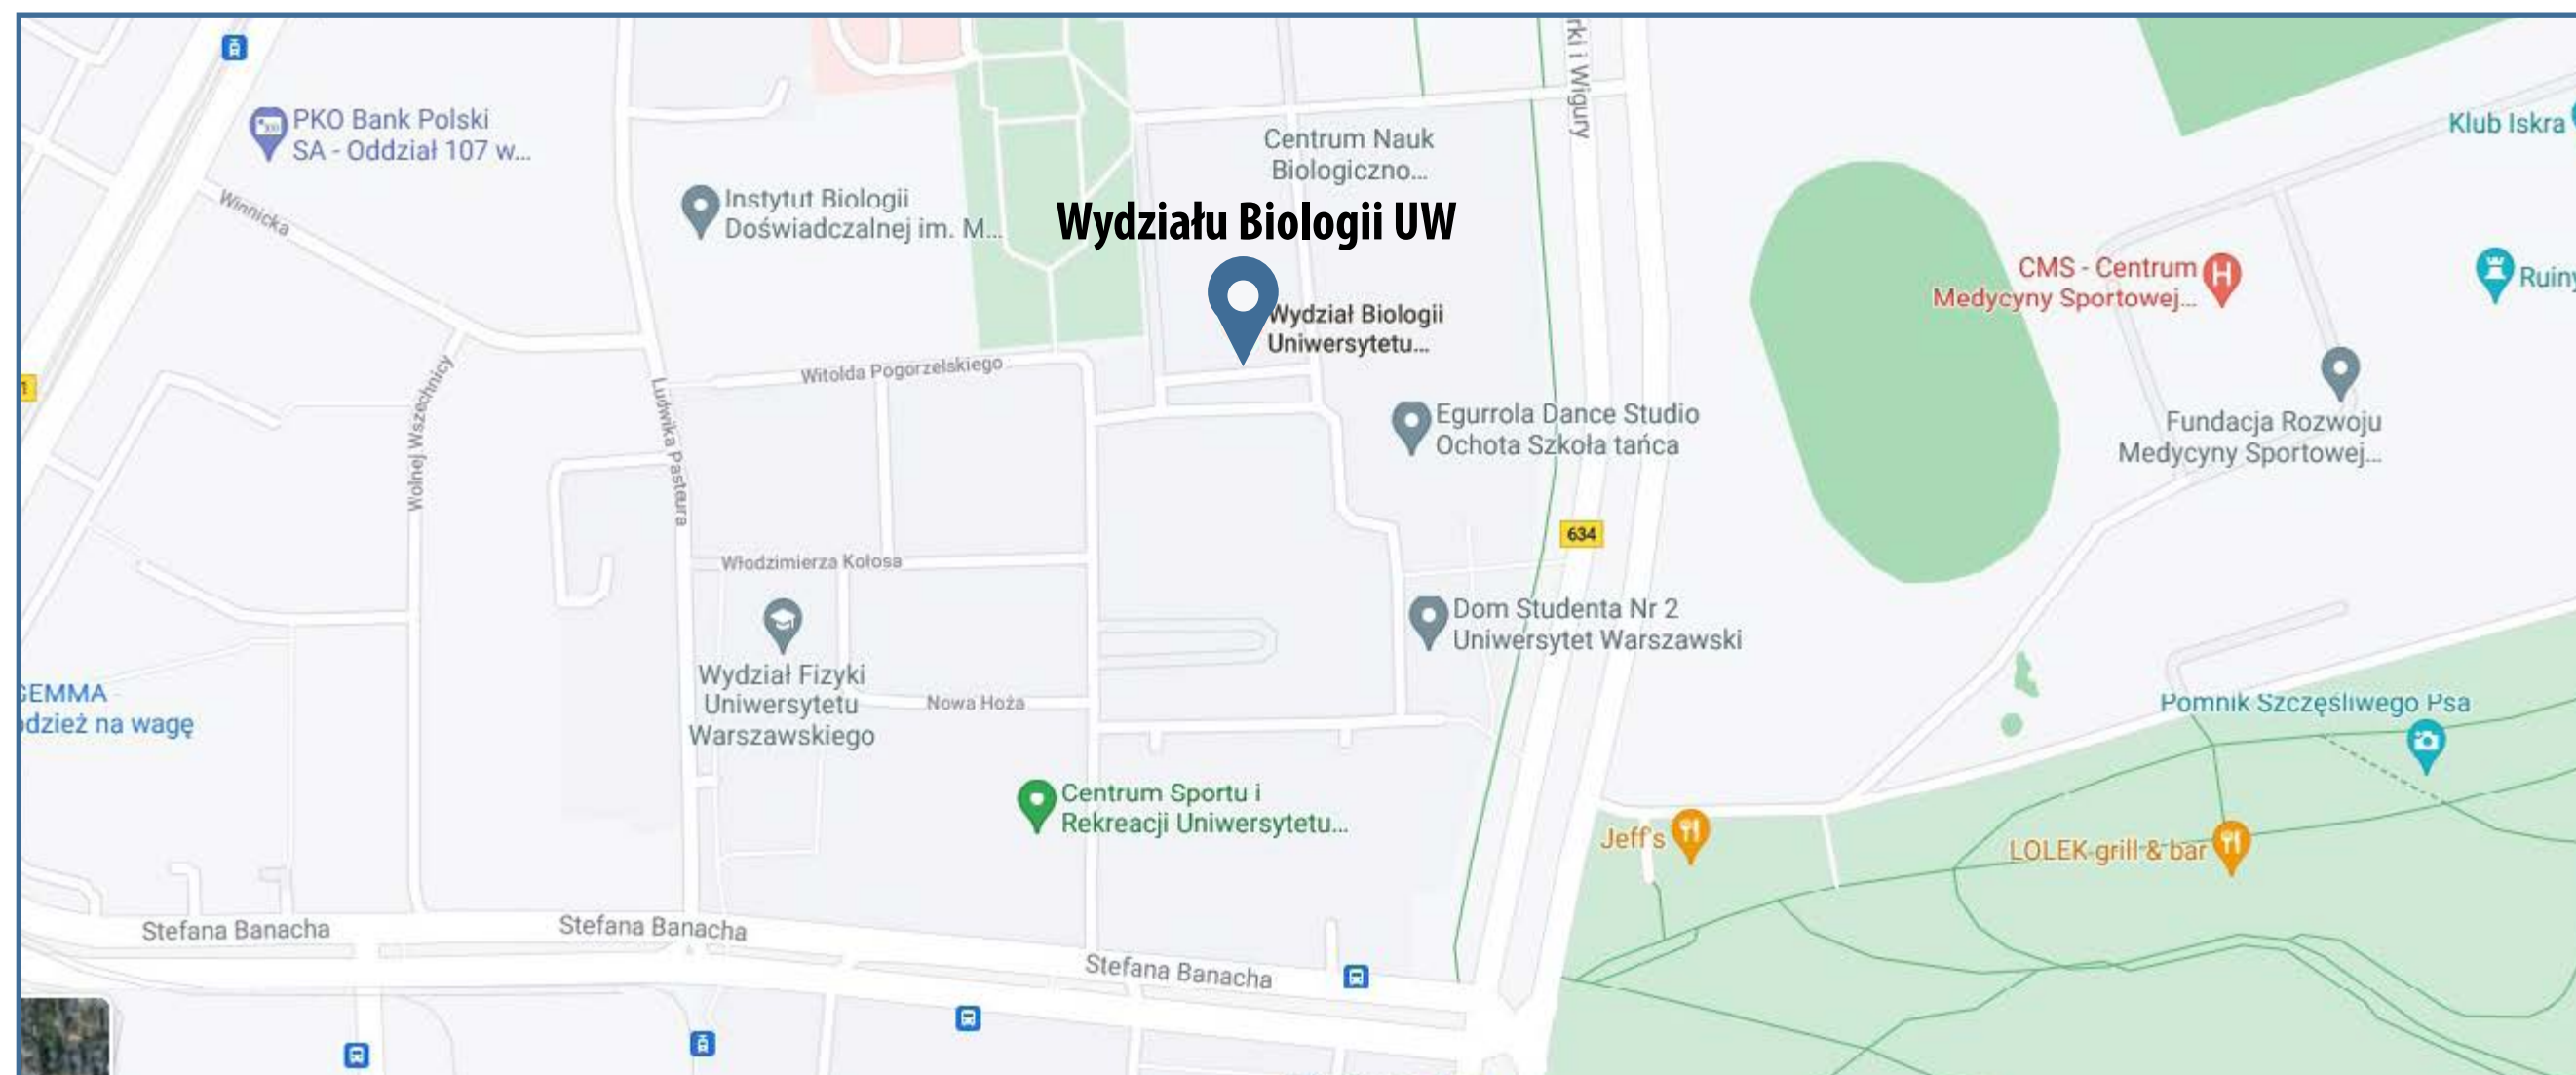 rki i Wigury
PKO Bank Polski
SA - Oddział 107 w...
Klub Iskra
Centrum Nauk
Biologiczno...
Winnicka
Instytut Biologii
Doświadczalnej im. M...
Wydziału Biologii UW
CMS - Centrum
Medycyny Sportowej...
Ruiny
Wydział Biologii
Uniwersytetu...
Witolda Pogorzelskiego
Wolnej Wszechnicy
Ludwika Pasteura
Egurrola Dance Studio
Ochota Szkoła tańca
Fundacja Rozwoju
Medycyny Sportowej...
634
Włodzimierza Kołosa
Dom Studenta Nr 2
Uniwersytet Warszawski
Wydział Fizyki
Uniwersytetu
Warszawskiego
GEMMA
odzież na wagę
Nowa Hoża
Pomnik Szczęśliwego Psa
Centrum Sportu i
Rekreacji Uniwersytetu...
Jeff's
LOLEK grill & bar
Stefana Banacha
Stefana Banacha
Stefana Banacha